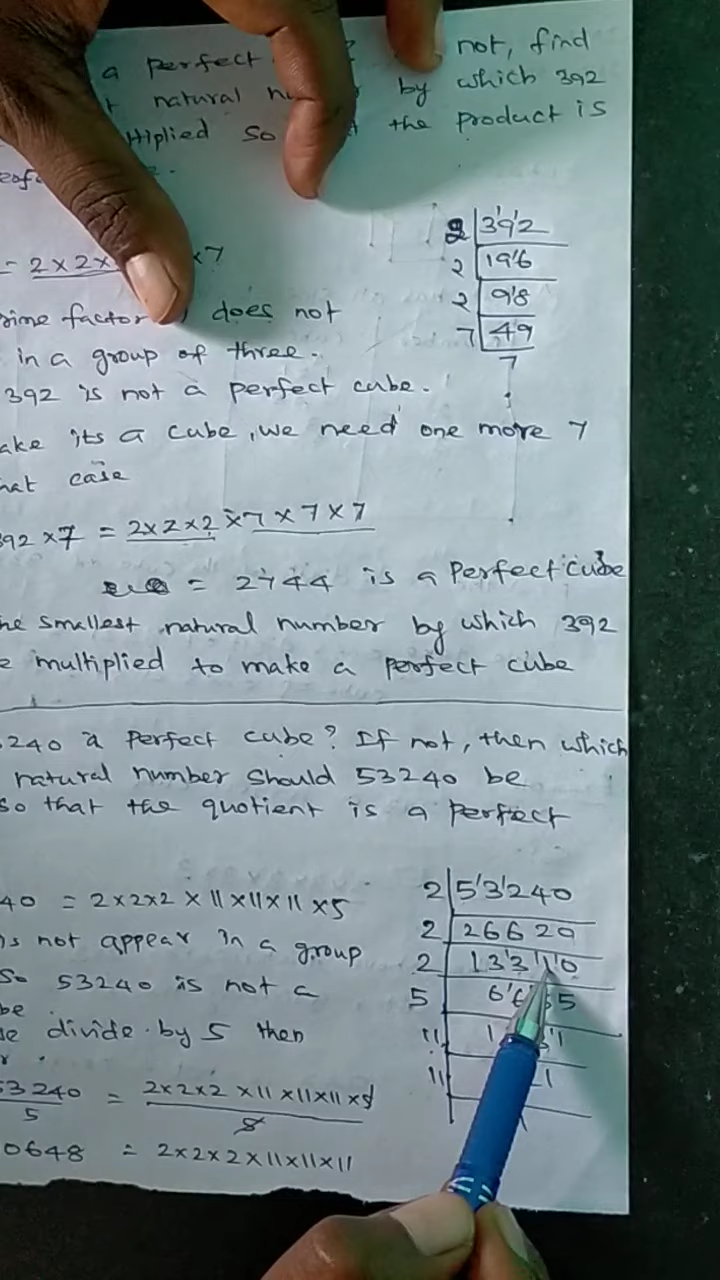 a perfect not, find
natural by which 392
tiplied so the product is
= 2×2× ×7
2 392
2 196
2 98
7 49
7
rime factor does not
in a group of three.
392 is not a perfect cube.
ake its a cube, we need one more 7
hat case
392 ×7 = 2×2×2 ×7 × 7 × 7
= 2744 is a Perfect cube
he smallest natural number by which 392
e multiplied to make a perfect cube
240 a perfect cube? If not, then which
natural number should 53240 be
so that the quotient is a perfect
40 = 2×2×2 × 11×11×11 ×5
is not appear in a group
So 53240 is not a
be
e divide by 5 then
53240 / 5 = 2×2×2 ×11 ×11×11 ×5 / 5
0648 = 2×2×2×11×11×11
2 53240
2 26620
2 13310
5
11
11